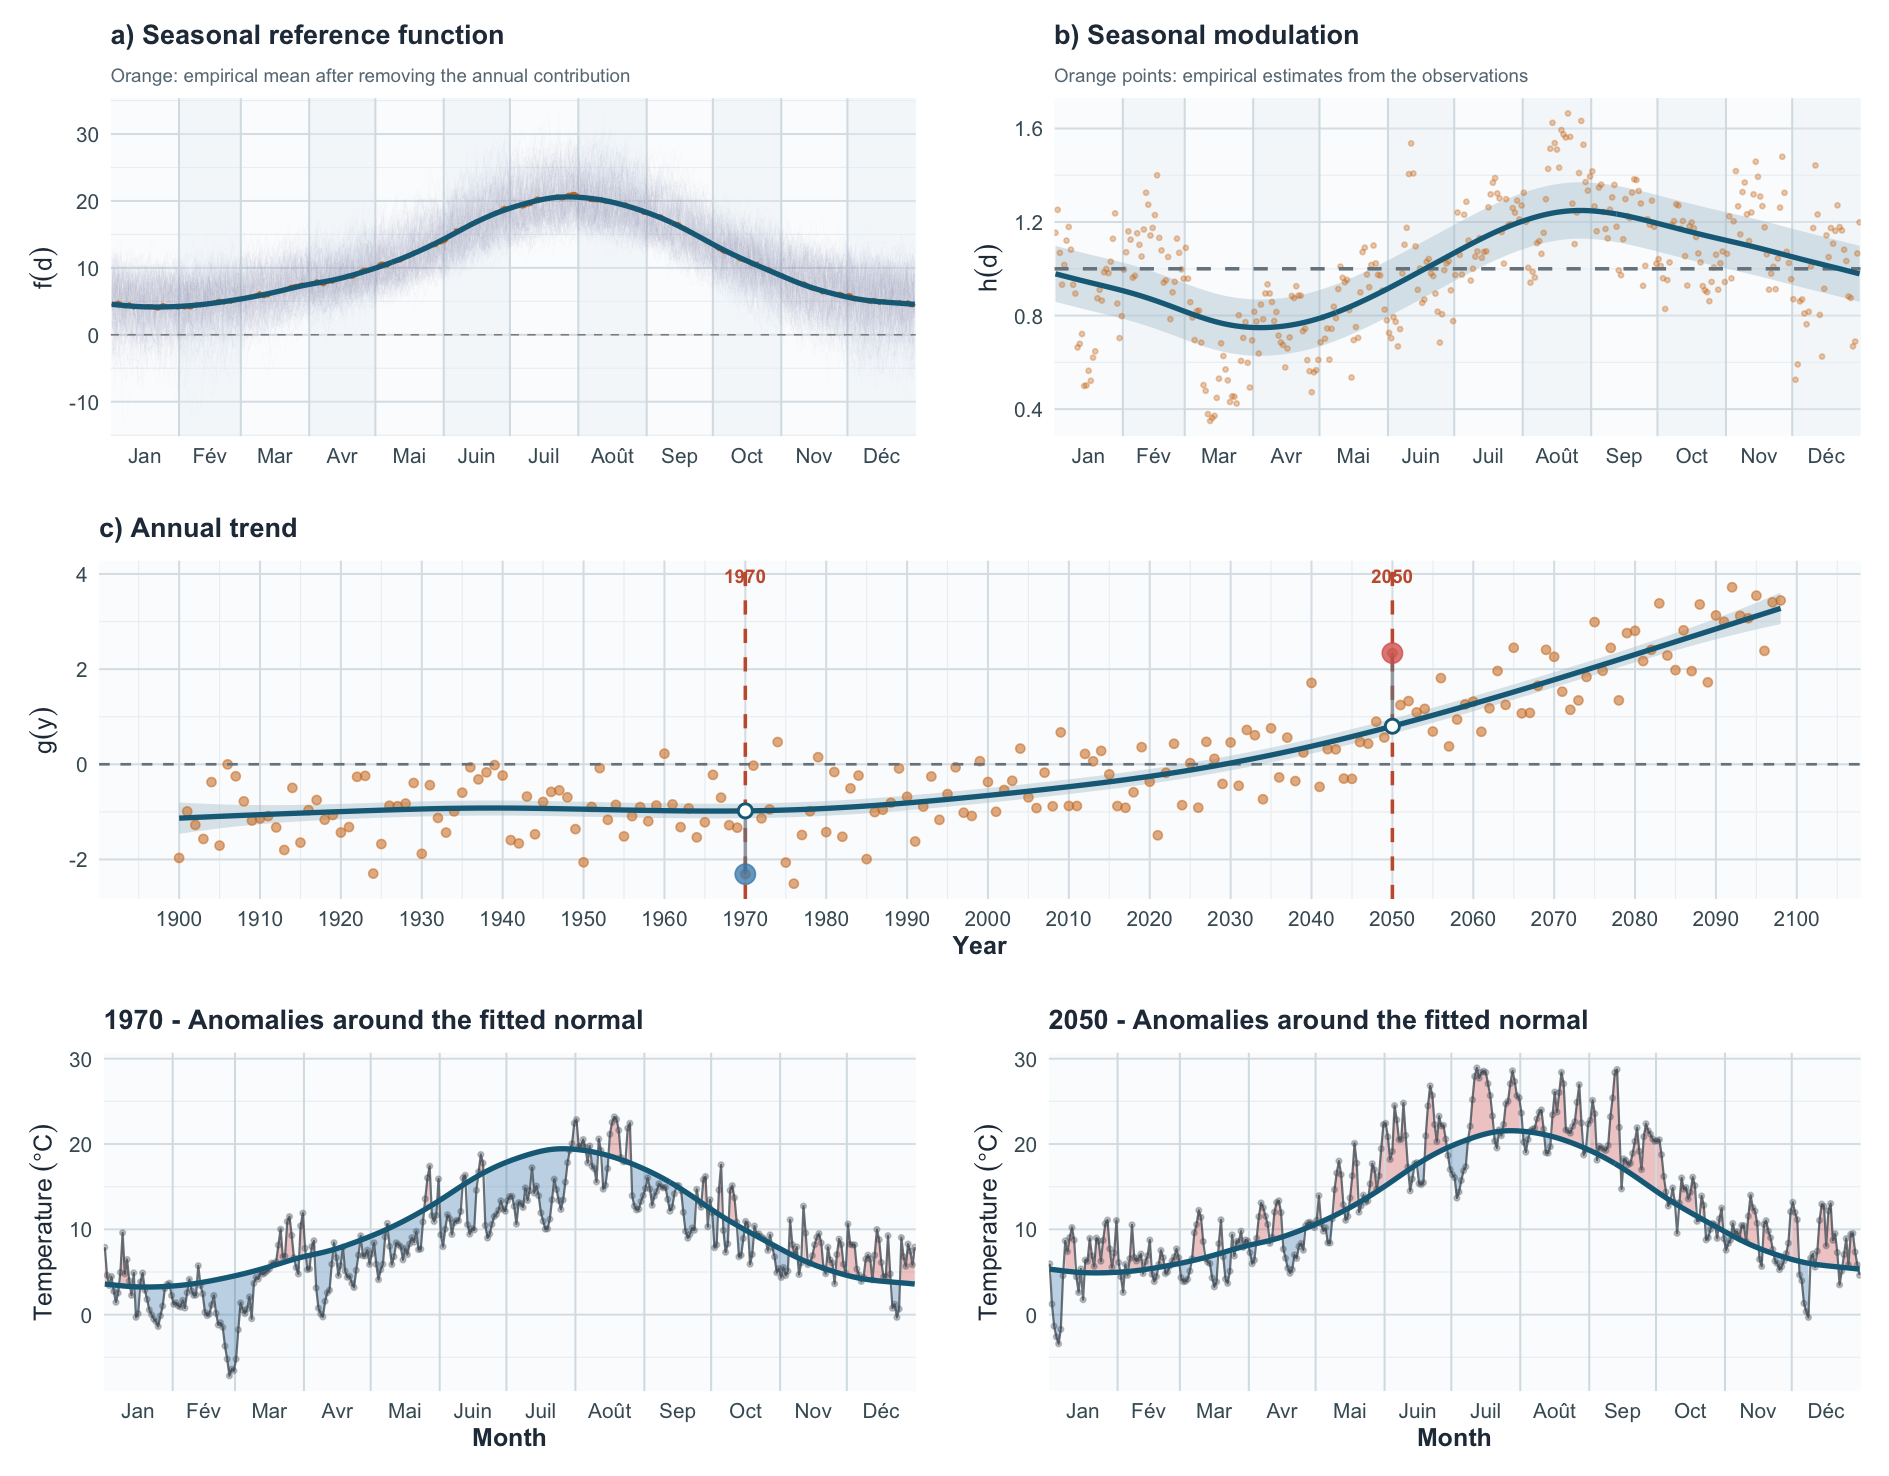 a) Seasonal reference function
Orange: empirical mean after removing the annual contribution
f(d)
30
20
10
0
-10
Jan Fév Mar Avr Mai Juin Juil Août Sep Oct Nov Déc
b) Seasonal modulation
Orange points: empirical estimates from the observations
h(d)
1.6
1.2
0.8
0.4
Jan Fév Mar Avr Mai Juin Juil Août Sep Oct Nov Déc
c) Annual trend
g(y)
4
2
0
-2
1970
2050
1900 1910 1920 1930 1940 1950 1960 1970 1980 1990 2000 2010 2020 2030 2040 2050 2060 2070 2080 2090 2100
Year
1970 - Anomalies around the fitted normal
Temperature (°C)
30
20
10
0
Jan Fév Mar Avr Mai Juin Juil Août Sep Oct Nov Déc
Month
2050 - Anomalies around the fitted normal
Temperature (°C)
30
20
10
0
Jan Fév Mar Avr Mai Juin Juil Août Sep Oct Nov Déc
Month